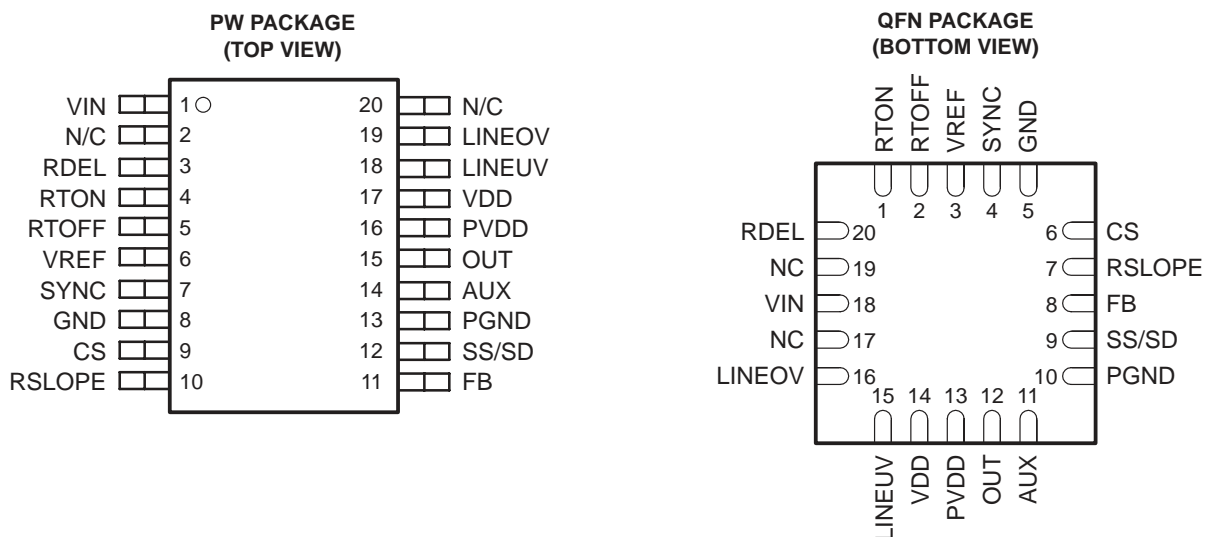 PW PACKAGE
(TOP VIEW)
VIN 1 20 N/C
N/C 2 19 LINEOV
RDEL 3 18 LINEUV
RTON 4 17 VDD
RTOFF 5 16 PVDD
VREF 6 15 OUT
SYNC 7 14 AUX
GND 8 13 PGND
CS 9 12 SS/SD
RSLOPE 10 11 FB
QFN PACKAGE
(BOTTOM VIEW)
RTON RTOFF VREF SYNC GND
1 2 3 4 5
RDEL 20 6 CS
NC 19 7 RSLOPE
VIN 18 8 FB
NC 17 9 SS/SD
LINEOV 16 10 PGND
15 14 13 12 11
LINEUV VDD PVDD OUT AUX